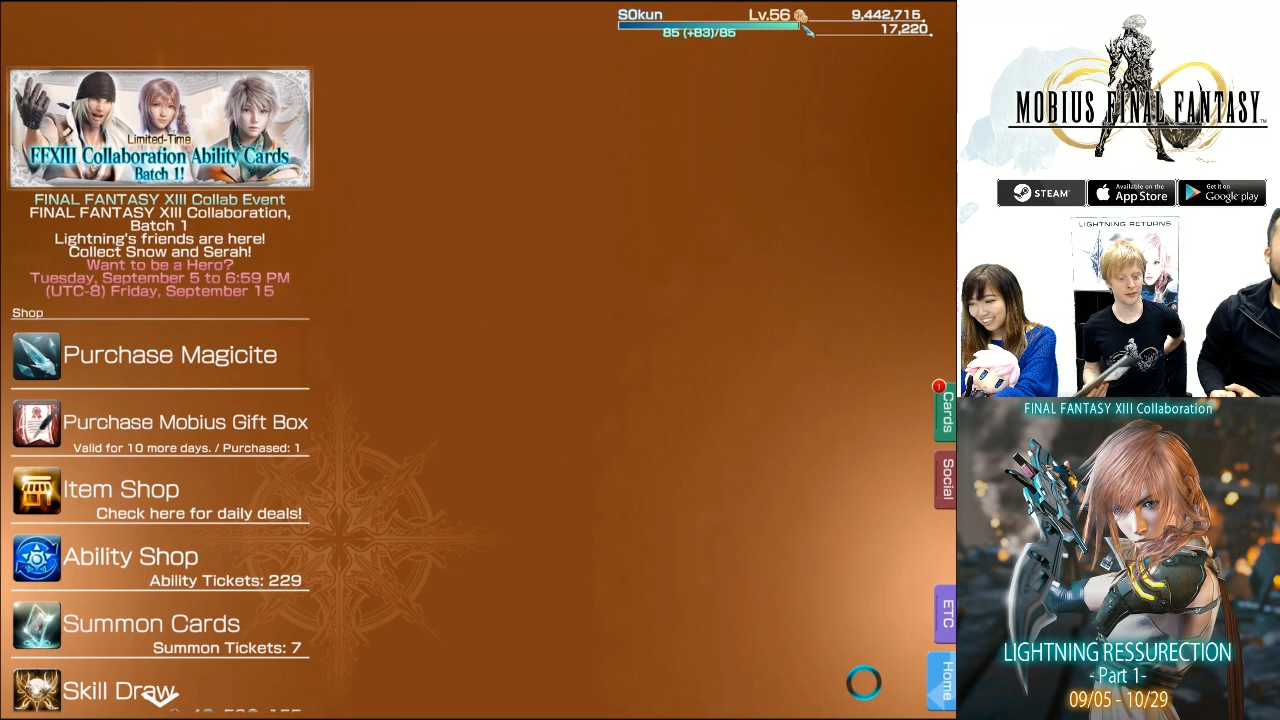 SOkun
Lv.56
9,442,715
85 (+83)/85
17,220
Limited-Time
FFXIII Collaboration Ability Cards
Batch 1!
FINAL FANTASY XIII Collab Event
FINAL FANTASY XIII Collaboration,
Batch 1
Lightning's friends are here!
Collect Snow and Serah!
Want to be a Hero?
Tuesday, September 5 to 6:59 PM
(UTC-8) Friday, September 15
Shop
Purchase Magicite
Purchase Mobius Gift Box
Valid for 10 more days. / Purchased: 1
Item Shop
Check here for daily deals!
Ability Shop
Ability Tickets: 229
Summon Cards
Summon Tickets: 7
Skill Draw
Cards
Social
ETC
Home
MOBIUS FINAL FANTASY™
STEAM™
Available on the
App Store
Get it on
Google play
LIGHTNING RETURNS
FINAL FANTASY XIII Collaboration
LIGHTNING RESSURECTION
- Part 1-
09/05 - 10/29